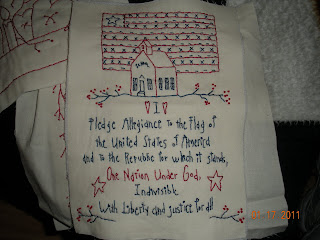 I
Pledge Allegiance to the Flag of
the United States of America
and to the Republic for which it stands,
One Nation Under God,
Indivisible
With Liberty and justice for all
2011